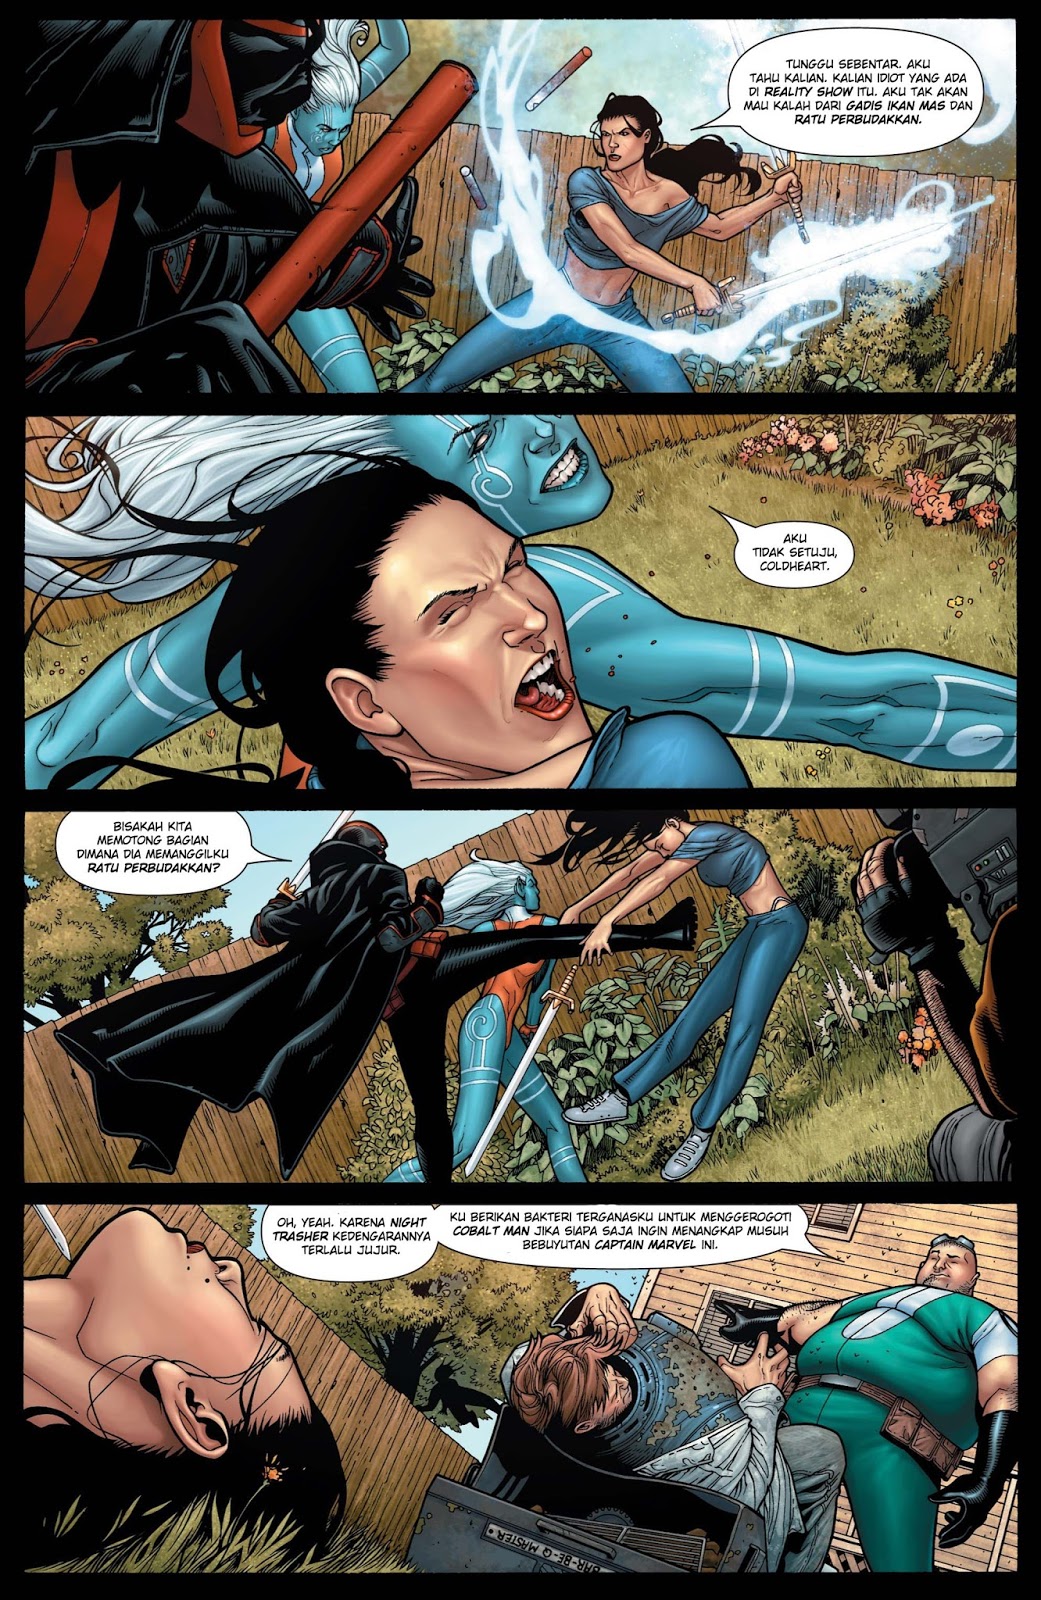 TUNGGU SEBENTAR. AKU
TAHU KALIAN. KALIAN IDIOT YANG ADA
DI REALITY SHOW ITU. AKU TAK AKAN
MAU KALAH DARI GADIS IKAN MAS DAN
RATU PERBUDAKKAN.
AKU
TIDAK SETUJU,
COLDHEART.
BISAKAH KITA
MEMOTONG BAGIAN
DIMANA DIA MEMANGGILKU
RATU PERBUDAKKAN?
OH, YEAH. KARENA NIGHT
TRASHER KEDENGARANNYA
TERLALU JUJUR.
KU BERIKAN BAKTERI TERGANASKU UNTUK MENGGEROGOTI
COBALT MAN JIKA SIAPA SAJA INGIN MENANGKAP MUSUH
BEBUYUTAN CAPTAIN MARVEL INI.
BAR-BE-Q MASTER